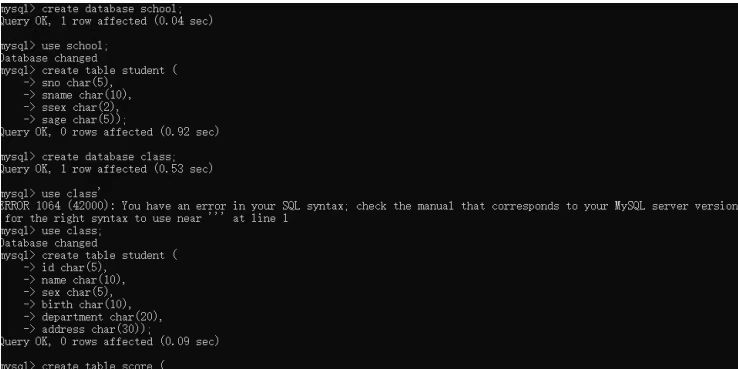 mysql> create database school;
Query OK, 1 row affected (0.04 sec)
mysql> use school;
Database changed
mysql> create table student (
-> sno char(5),
-> sname char(10),
-> ssex char(2),
-> sage char(5));
Query OK, 0 rows affected (0.92 sec)
mysql> create database class;
Query OK, 1 row affected (0.53 sec)
mysql> use class'
ERROR 1064 (42000): You have an error in your SQL syntax; check the manual that corresponds to your MySQL server version
for the right syntax to use near ''' at line 1
mysql> use class;
Database changed
mysql> create table student (
-> id char(5),
-> name char(10),
-> sex char(5),
-> birth char(10),
-> department char(20),
-> address char(30));
Query OK, 0 rows affected (0.09 sec)
mysql> create table score (